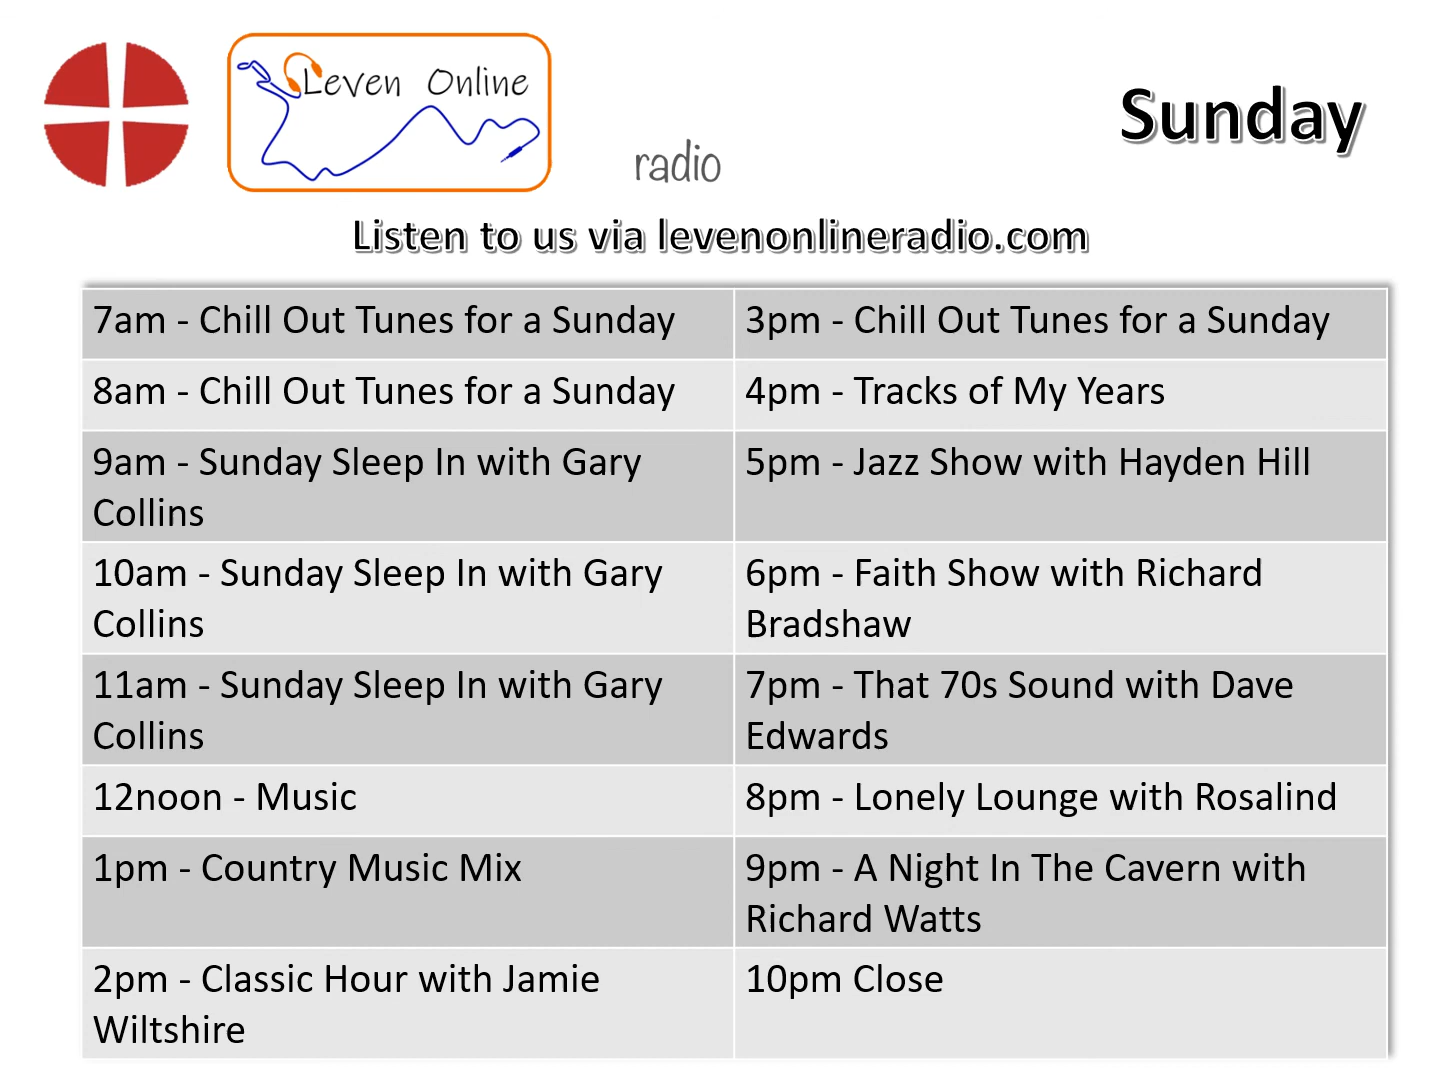 Leven Online
radio
Sunday
Listen to us via levenonlineradio.com
7am - Chill Out Tunes for a Sunday
8am - Chill Out Tunes for a Sunday
9am - Sunday Sleep In with Gary
Collins
10am - Sunday Sleep In with Gary
Collins
11am - Sunday Sleep In with Gary
Collins
12noon - Music
1pm - Country Music Mix
2pm - Classic Hour with Jamie
Wiltshire
3pm - Chill Out Tunes for a Sunday
4pm - Tracks of My Years
5pm - Jazz Show with Hayden Hill
6pm - Faith Show with Richard
Bradshaw
7pm - That 70s Sound with Dave
Edwards
8pm - Lonely Lounge with Rosalind
9pm - A Night In The Cavern with
Richard Watts
10pm Close